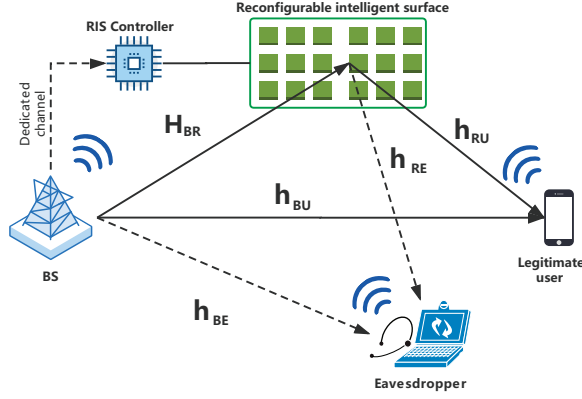 Reconfigurable intelligent surface
RIS Controller
Dedicated
channel
H_BR
h_RU
h_RE
h_BU
BS
Legitimate
user
h_BE
Eavesdropper